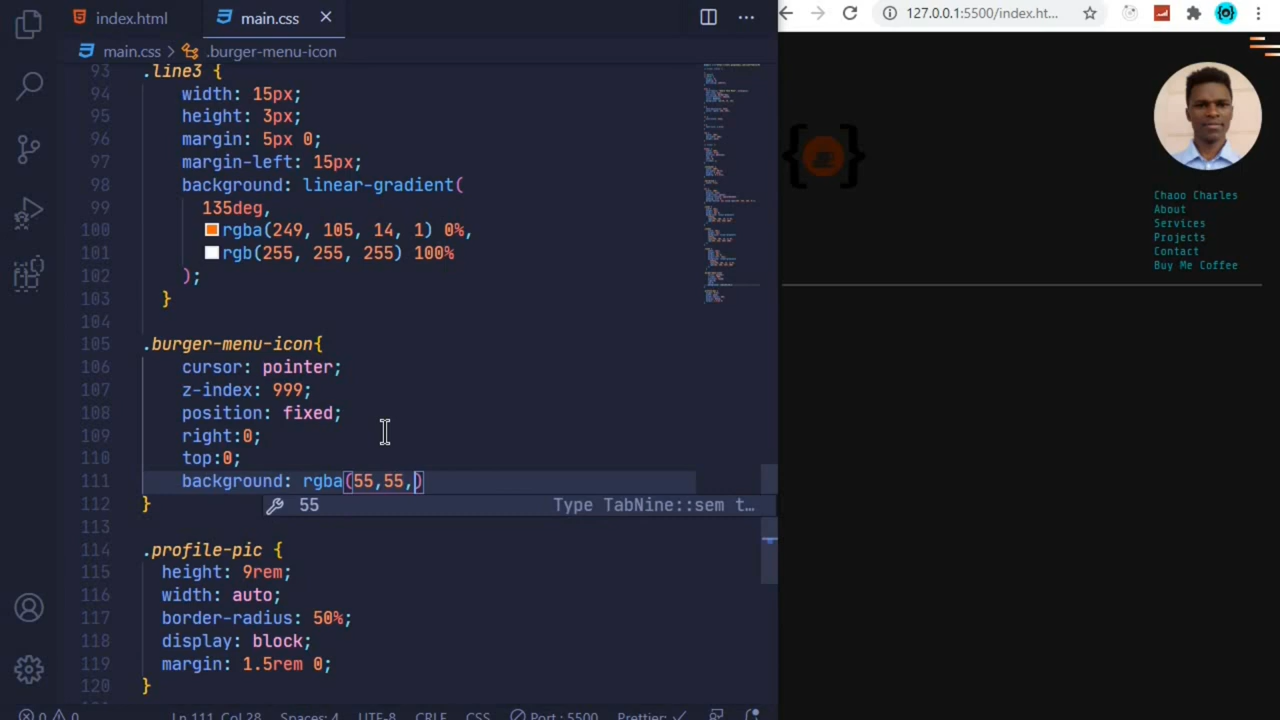 index.html
main.css
127.0.0.1:5500/index.ht...
main.css > .burger-menu-icon
93 .line3 {
94 width: 15px;
95 height: 3px;
96 margin: 5px 0;
97 margin-left: 15px;
98 background: linear-gradient(
99 135deg,
100 rgba(249, 105, 14, 1) 0%,
101 rgb(255, 255, 255) 100%
102 );
103 }
104
105 .burger-menu-icon{
106 cursor: pointer;
107 z-index: 999;
108 position: fixed;
109 right:0;
110 top:0;
111 background: rgba(55,55,)
55 Type TabNine::sem t…
112 }
113
114 .profile-pic {
115 height: 9rem;
116 width: auto;
117 border-radius: 50%;
118 display: block;
119 margin: 1.5rem 0;
120 }
Chaoo Charles
About
Services
Projects
Contact
Buy Me Coffee
0 0 Ln 111, Col 28 Spaces: 4 UTF-8 CRLF CSS Port : 5500 Prettier: ✓